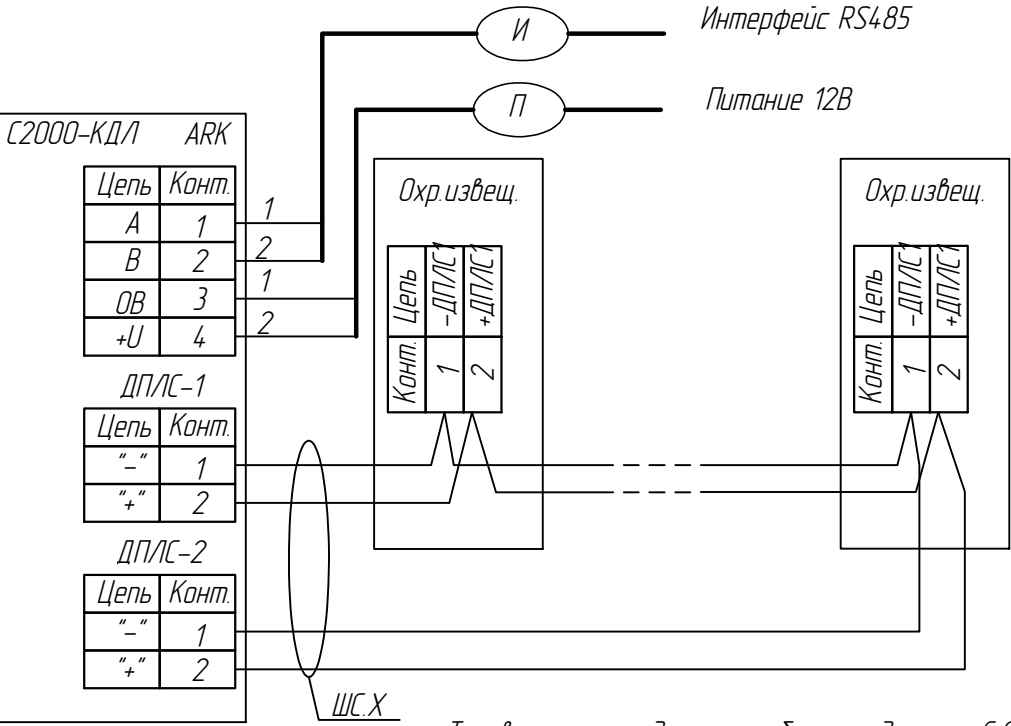 И
Интерфейс RS485
П
Питание 12В
С2000-КДЛ ARK
Цепь Конт.
А 1
В 2
0В 3
+U 4
1
2
1
2
ДПЛС-1
Цепь Конт.
"-" 1
"+" 2
ДПЛС-2
Цепь Конт.
"-" 1
"+" 2
Охр.извещ.
Конт. Цепь
1 -ДПЛС1
2 +ДПЛС1
Охр.извещ.
Конт. Цепь
1 -ДПЛС1
2 +ДПЛС1
ШС.Х